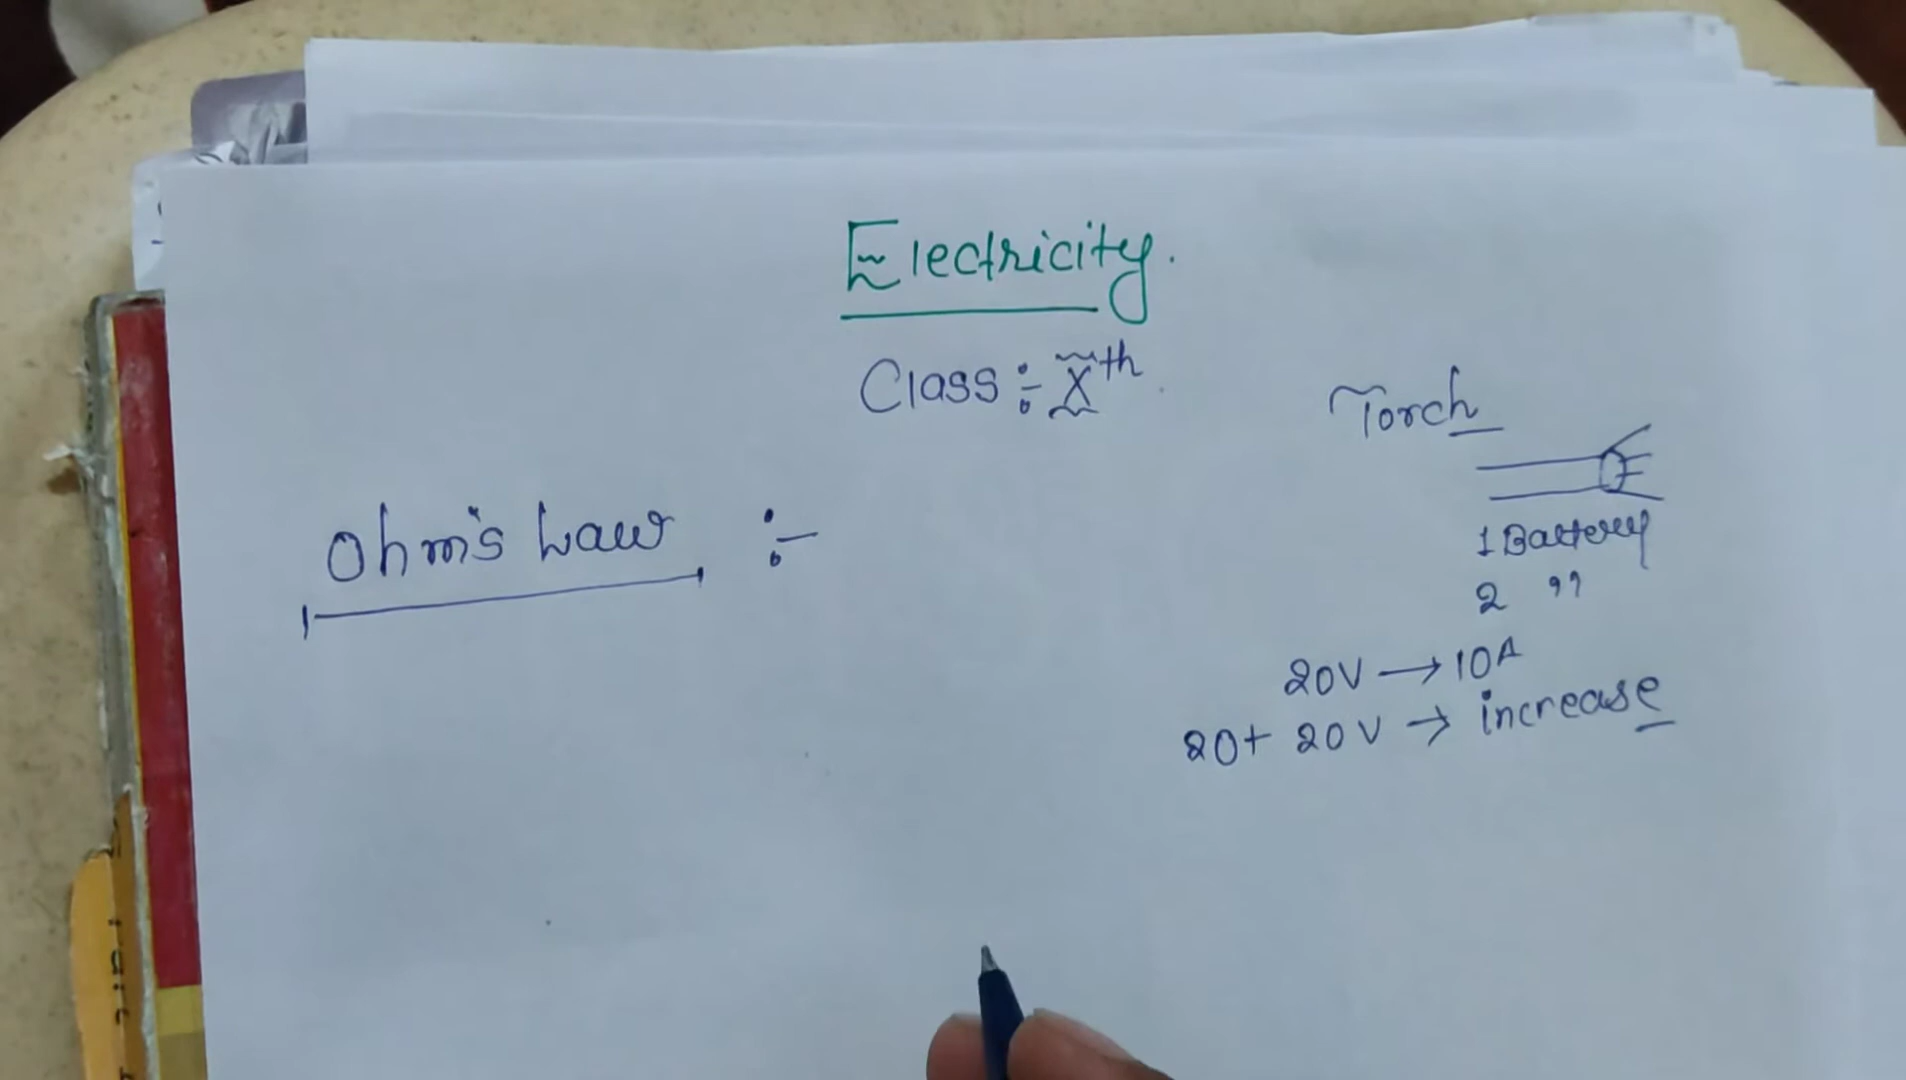 Electricity.
Class :- Xth
Torch
Ohm's Law :-
1 Battery
2 "
20V → 10A
20+ 20V → increase